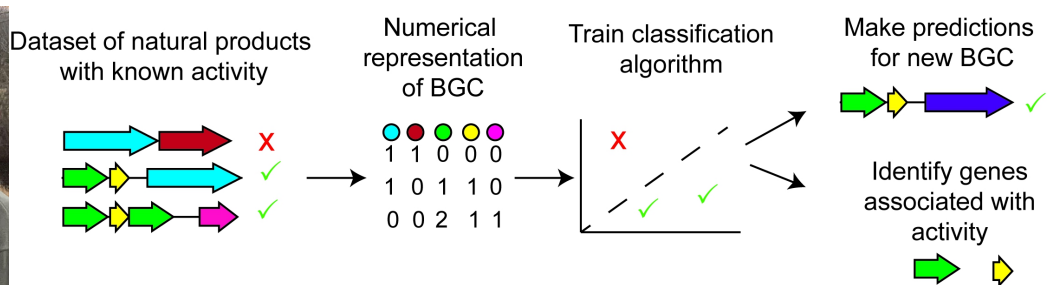 Dataset of natural products
with known activity
X
Numerical
representation
of BGC
1 1 0 0 0
1 0 1 1 0
0 0 2 1 1
Train classification
algorithm
X
Make predictions
for new BGC
Identify genes
associated with
activity